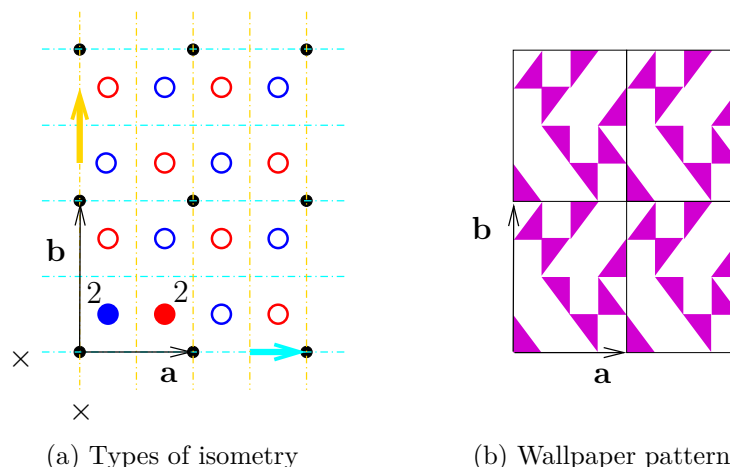 2
2
b
a
×
×
b
a
(a) Types of isometry
(b) Wallpaper pattern